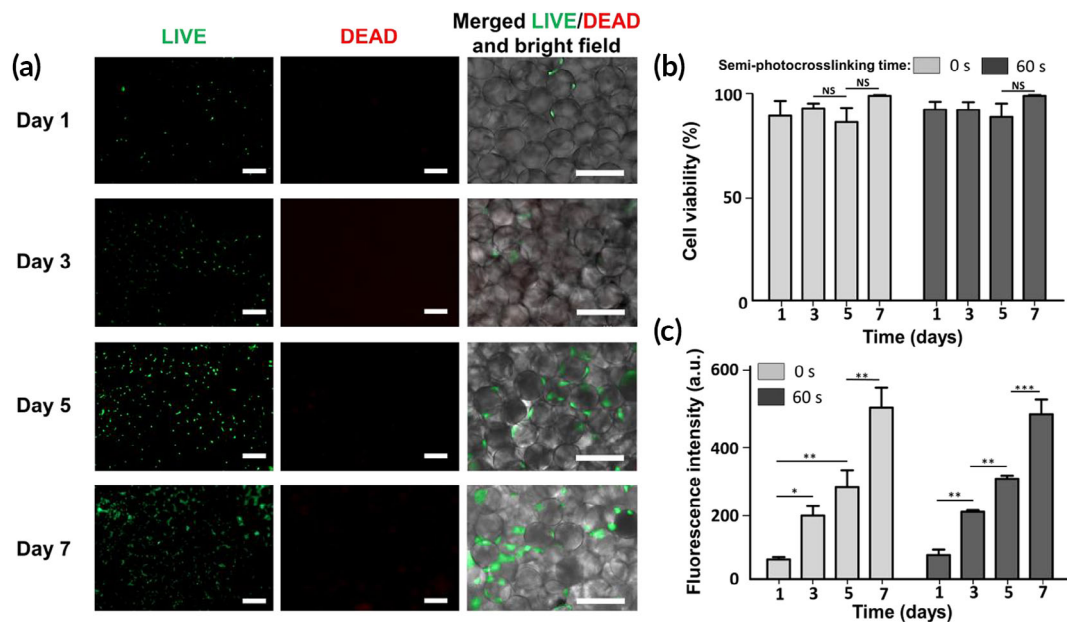 (a)
LIVE
DEAD
Merged LIVE/DEAD
and bright field
Day 1
Day 3
Day 5
Day 7
(b)
Semi-photocrosslinking time: 0 s 60 s
Cell viability (%)
100
50
0
NS NS NS
1 3 5 7 1 3 5 7
Time (days)
(c)
Fluorescence intensity (a.u.)
600
400
200
0
0 s
60 s
* ** ** ** ** ***
1 3 5 7 1 3 5 7
Time (days)